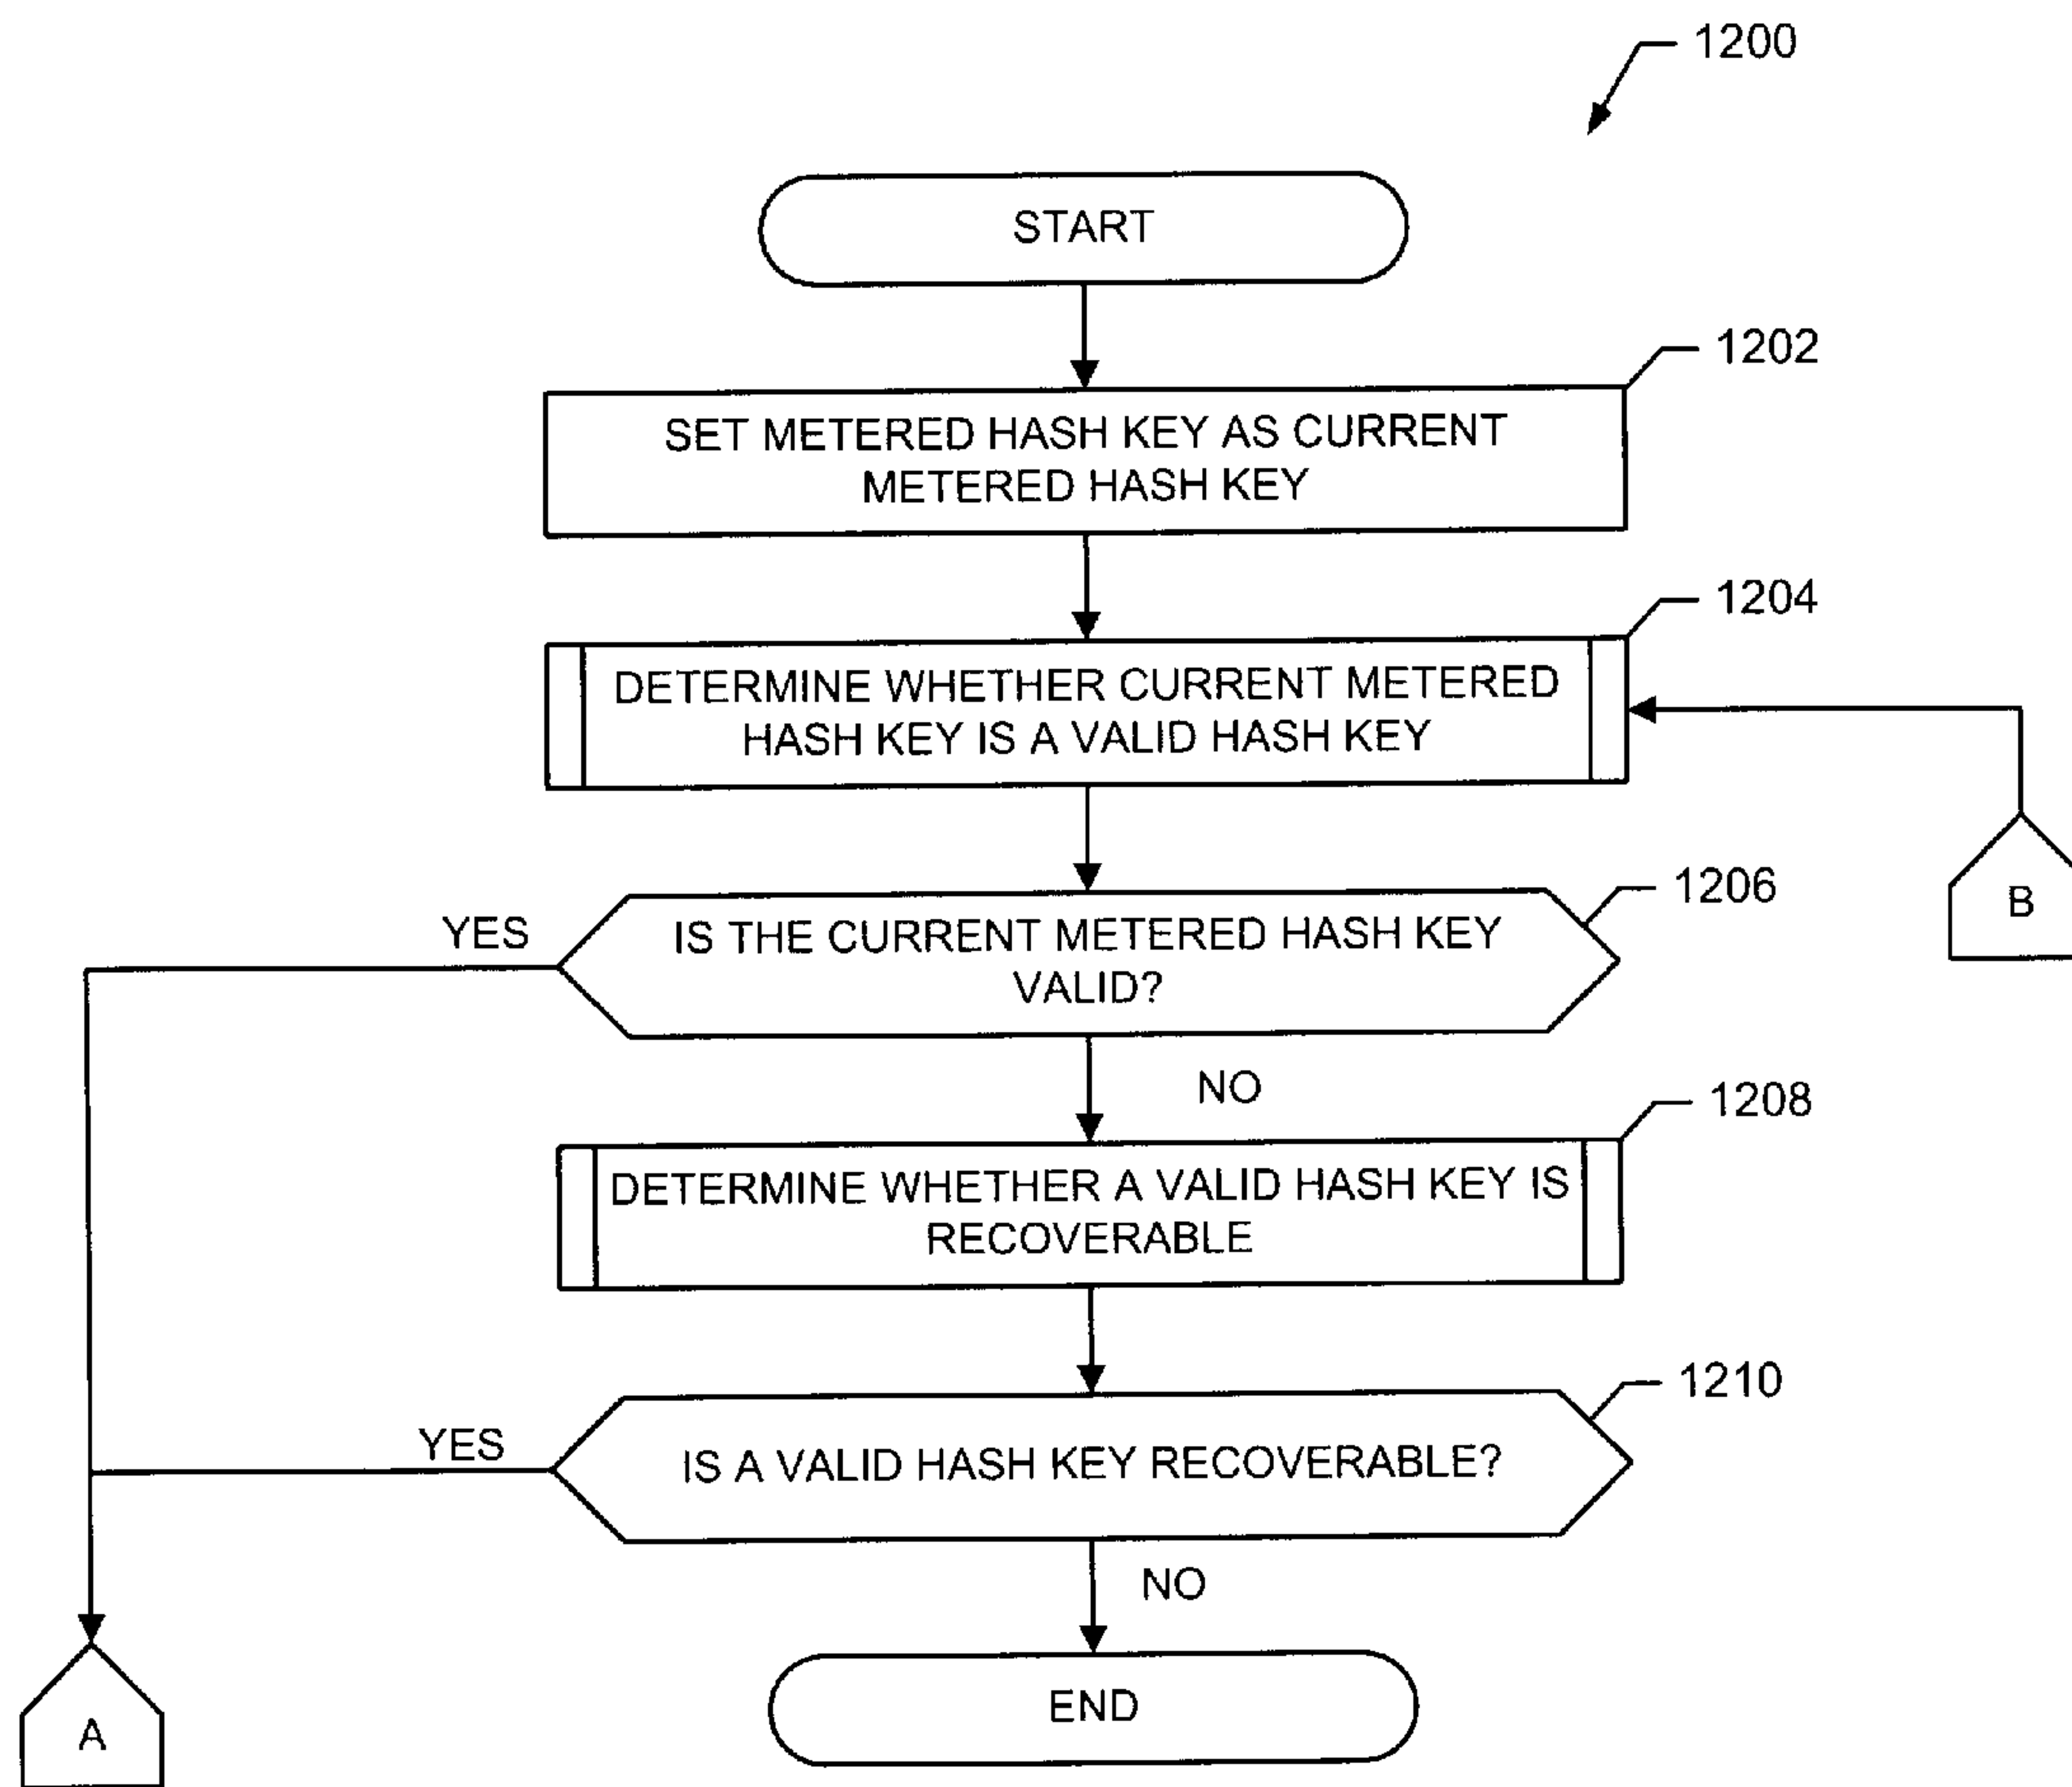 1200
START
1202
SET METERED HASH KEY AS CURRENT
METERED HASH KEY
1204
DETERMINE WHETHER CURRENT METERED
HASH KEY IS A VALID HASH KEY
B
1206
YES
IS THE CURRENT METERED HASH KEY
VALID?
NO
1208
DETERMINE WHETHER A VALID HASH KEY IS
RECOVERABLE
1210
YES
IS A VALID HASH KEY RECOVERABLE?
NO
END
A